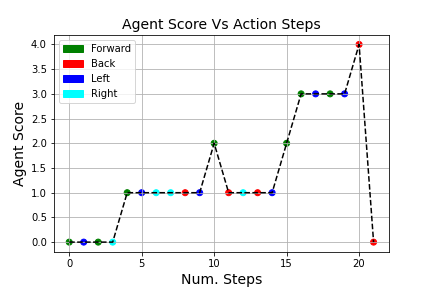 Agent Score Vs Action Steps
Forward
Back
Left
Right
4.0
3.5
3.0
2.5
2.0
1.5
1.0
0.5
0.0
Agent Score
0 5 10 15 20
Num. Steps